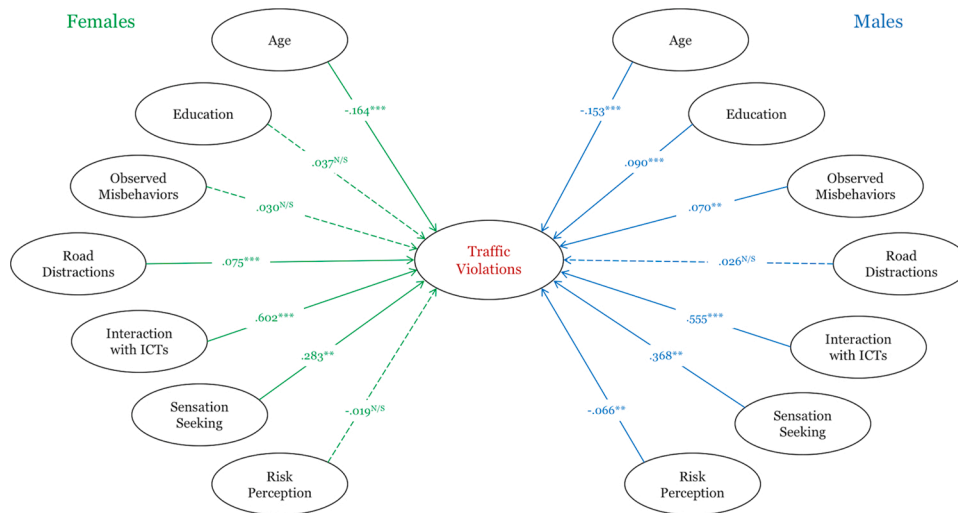 Females
Males
Age
Age
Education
Education
-.164***
-.153***
.037N/S
.090***
Observed
Misbehaviors
Observed
Misbehaviors
.030N/S
.070**
Traffic
Violations
Road
Distractions
Road
Distractions
.075***
.026N/S
Interaction
with ICTs
Interaction
with ICTs
.602***
.555***
.283**
.368**
Sensation
Seeking
Sensation
Seeking
-.019N/S
-.066**
Risk
Perception
Risk
Perception